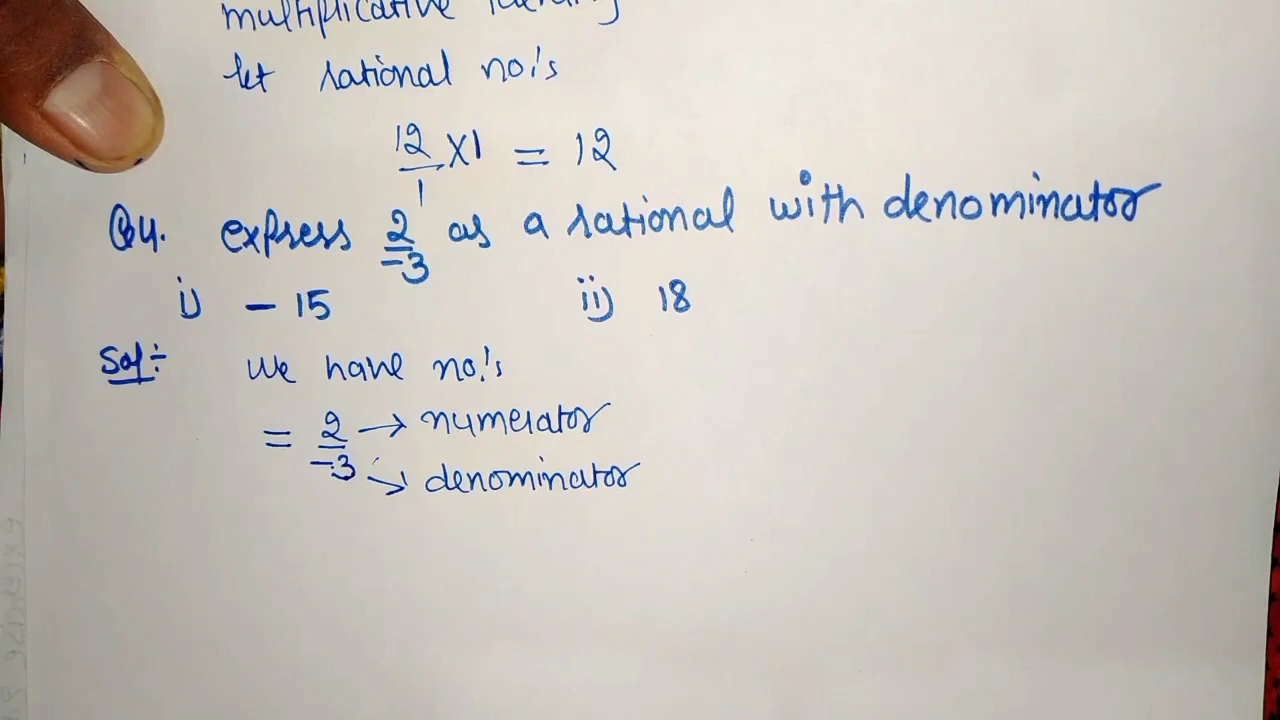 multiplicative
let rational no's
12/1 X1 = 12
Q4. express 2/-3 as a rational with denominator
i) - 15 ii) 18
Sol:- We have no's
= 2/-3 → numerator
→ denominator